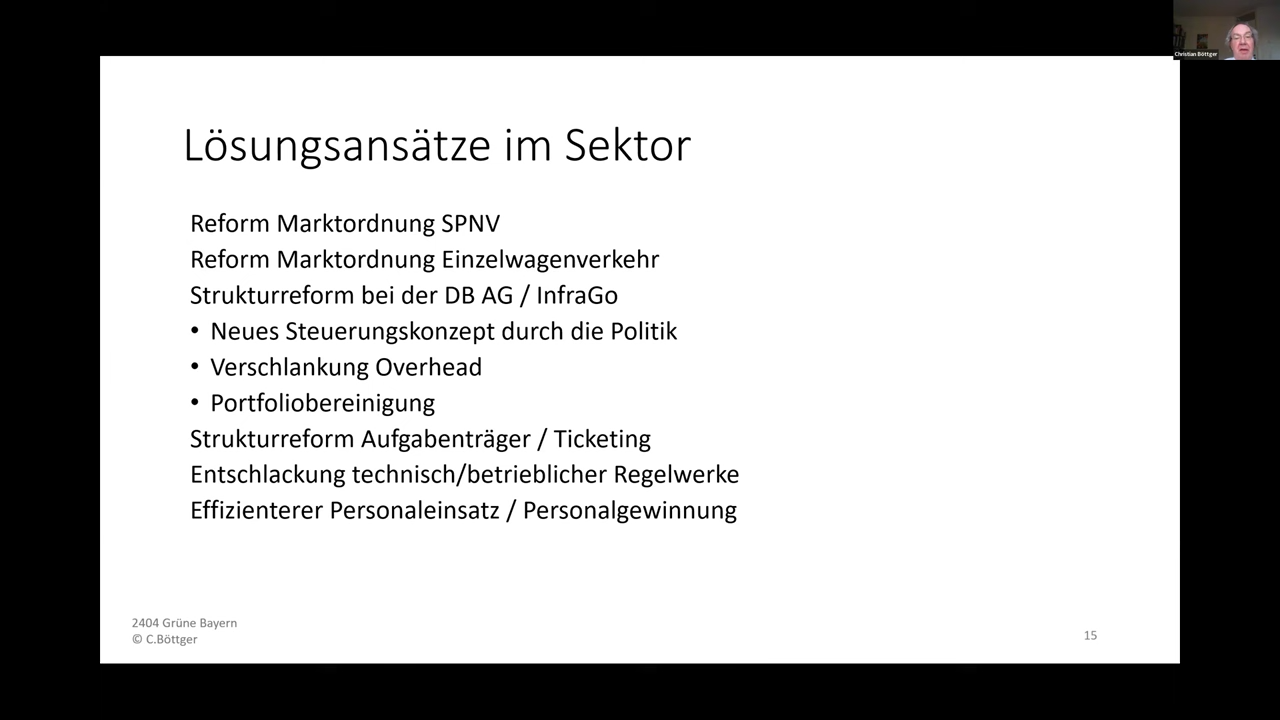 Christian Böttger
Lösungsansätze im Sektor
Reform Marktordnung SPNV
Reform Marktordnung Einzelwagenverkehr
Strukturreform bei der DB AG / InfraGo
• Neues Steuerungskonzept durch die Politik
• Verschlankung Overhead
• Portfoliobereinigung
Strukturreform Aufgabenträger / Ticketing
Entschlackung technisch/betrieblicher Regelwerke
Effizienterer Personaleinsatz / Personalgewinnung
2404 Grüne Bayern
© C.Böttger
15